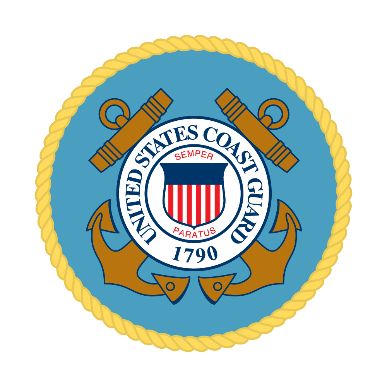 UNITED STATES COAST GUARD
SEMPER
PARATUS
1790